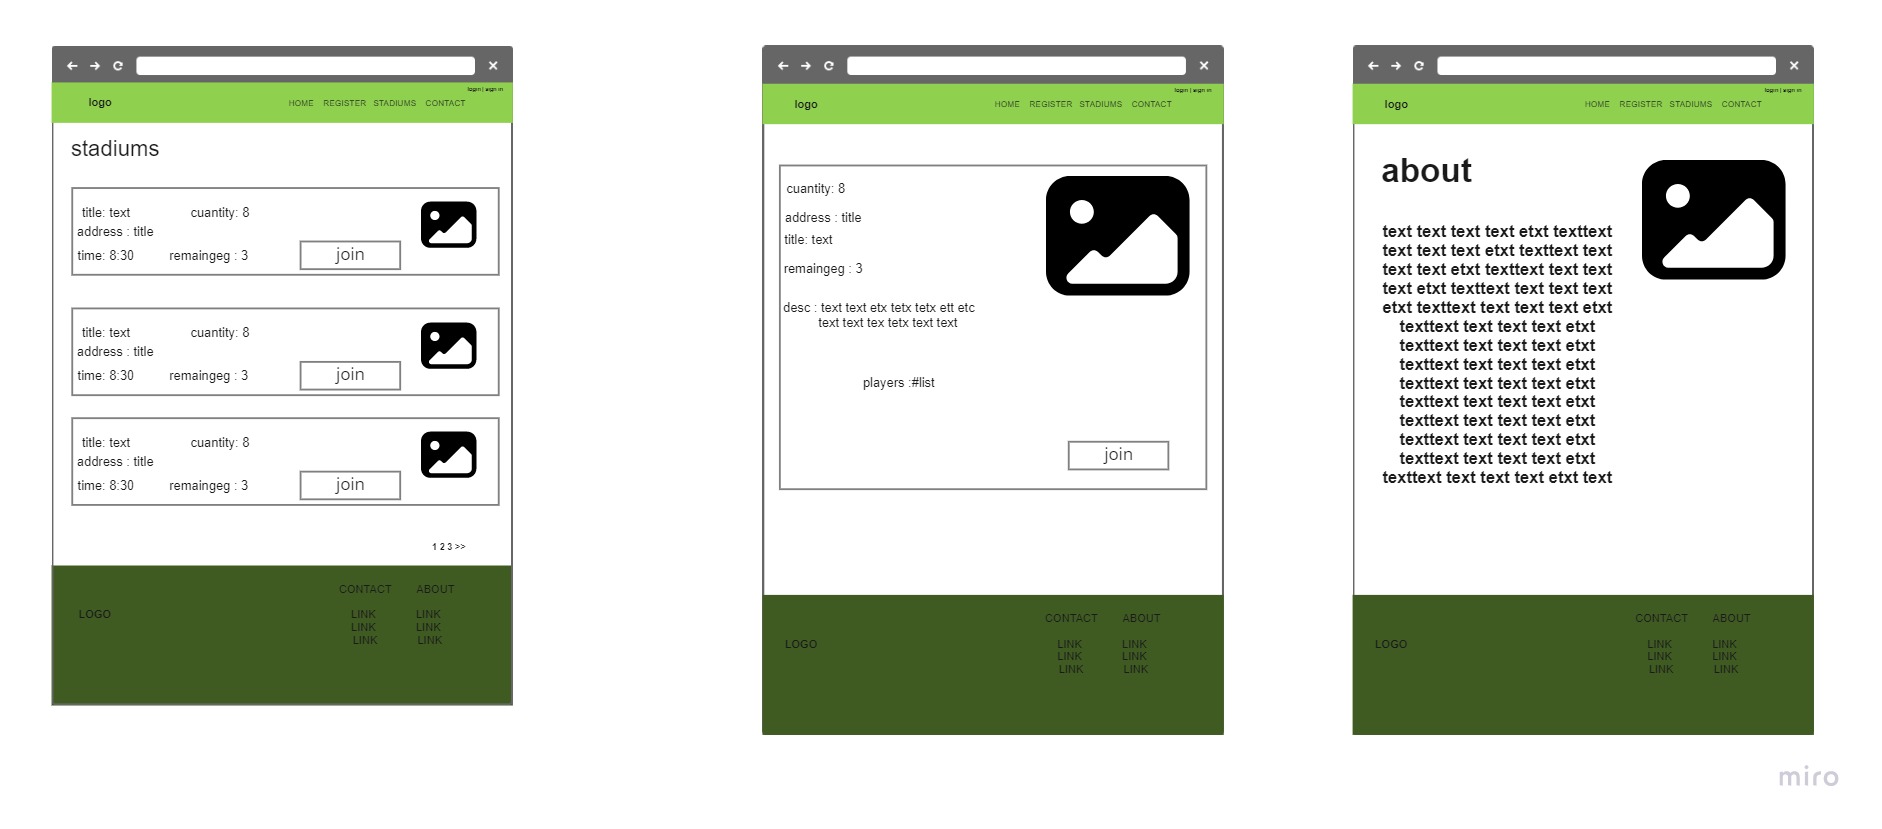 login | sign in
logo
HOME REGISTER STADIUMS CONTACT
stadiums
title: text cuantity: 8
address : title
time: 8:30 remaingeg : 3 join
title: text cuantity: 8
address : title
time: 8:30 remaingeg : 3 join
title: text cuantity: 8
address : title
time: 8:30 remaingeg : 3 join
1 2 3 >>
CONTACT ABOUT
LOGO LINK LINK
LINK LINK
LINK LINK
login | sign in
logo
HOME REGISTER STADIUMS CONTACT
cuantity: 8
address : title
title: text
remaingeg : 3
desc : text text etx tetx tetx ett etc
text text tex tetx text text
players :#list
join
CONTACT ABOUT
LOGO LINK LINK
LINK LINK
LINK LINK
login | sign in
logo
HOME REGISTER STADIUMS CONTACT
about
text text text text etxt texttext
text text text etxt texttext text
text text etxt texttext text text
text etxt texttext text text text
etxt texttext text text text etxt
texttext text text text etxt
texttext text text text etxt
texttext text text text etxt
texttext text text text etxt
texttext text text text etxt
texttext text text text etxt
texttext text text text etxt
texttext text text text etxt
texttext text text text etxt text
CONTACT ABOUT
LOGO LINK LINK
LINK LINK
LINK LINK
miro